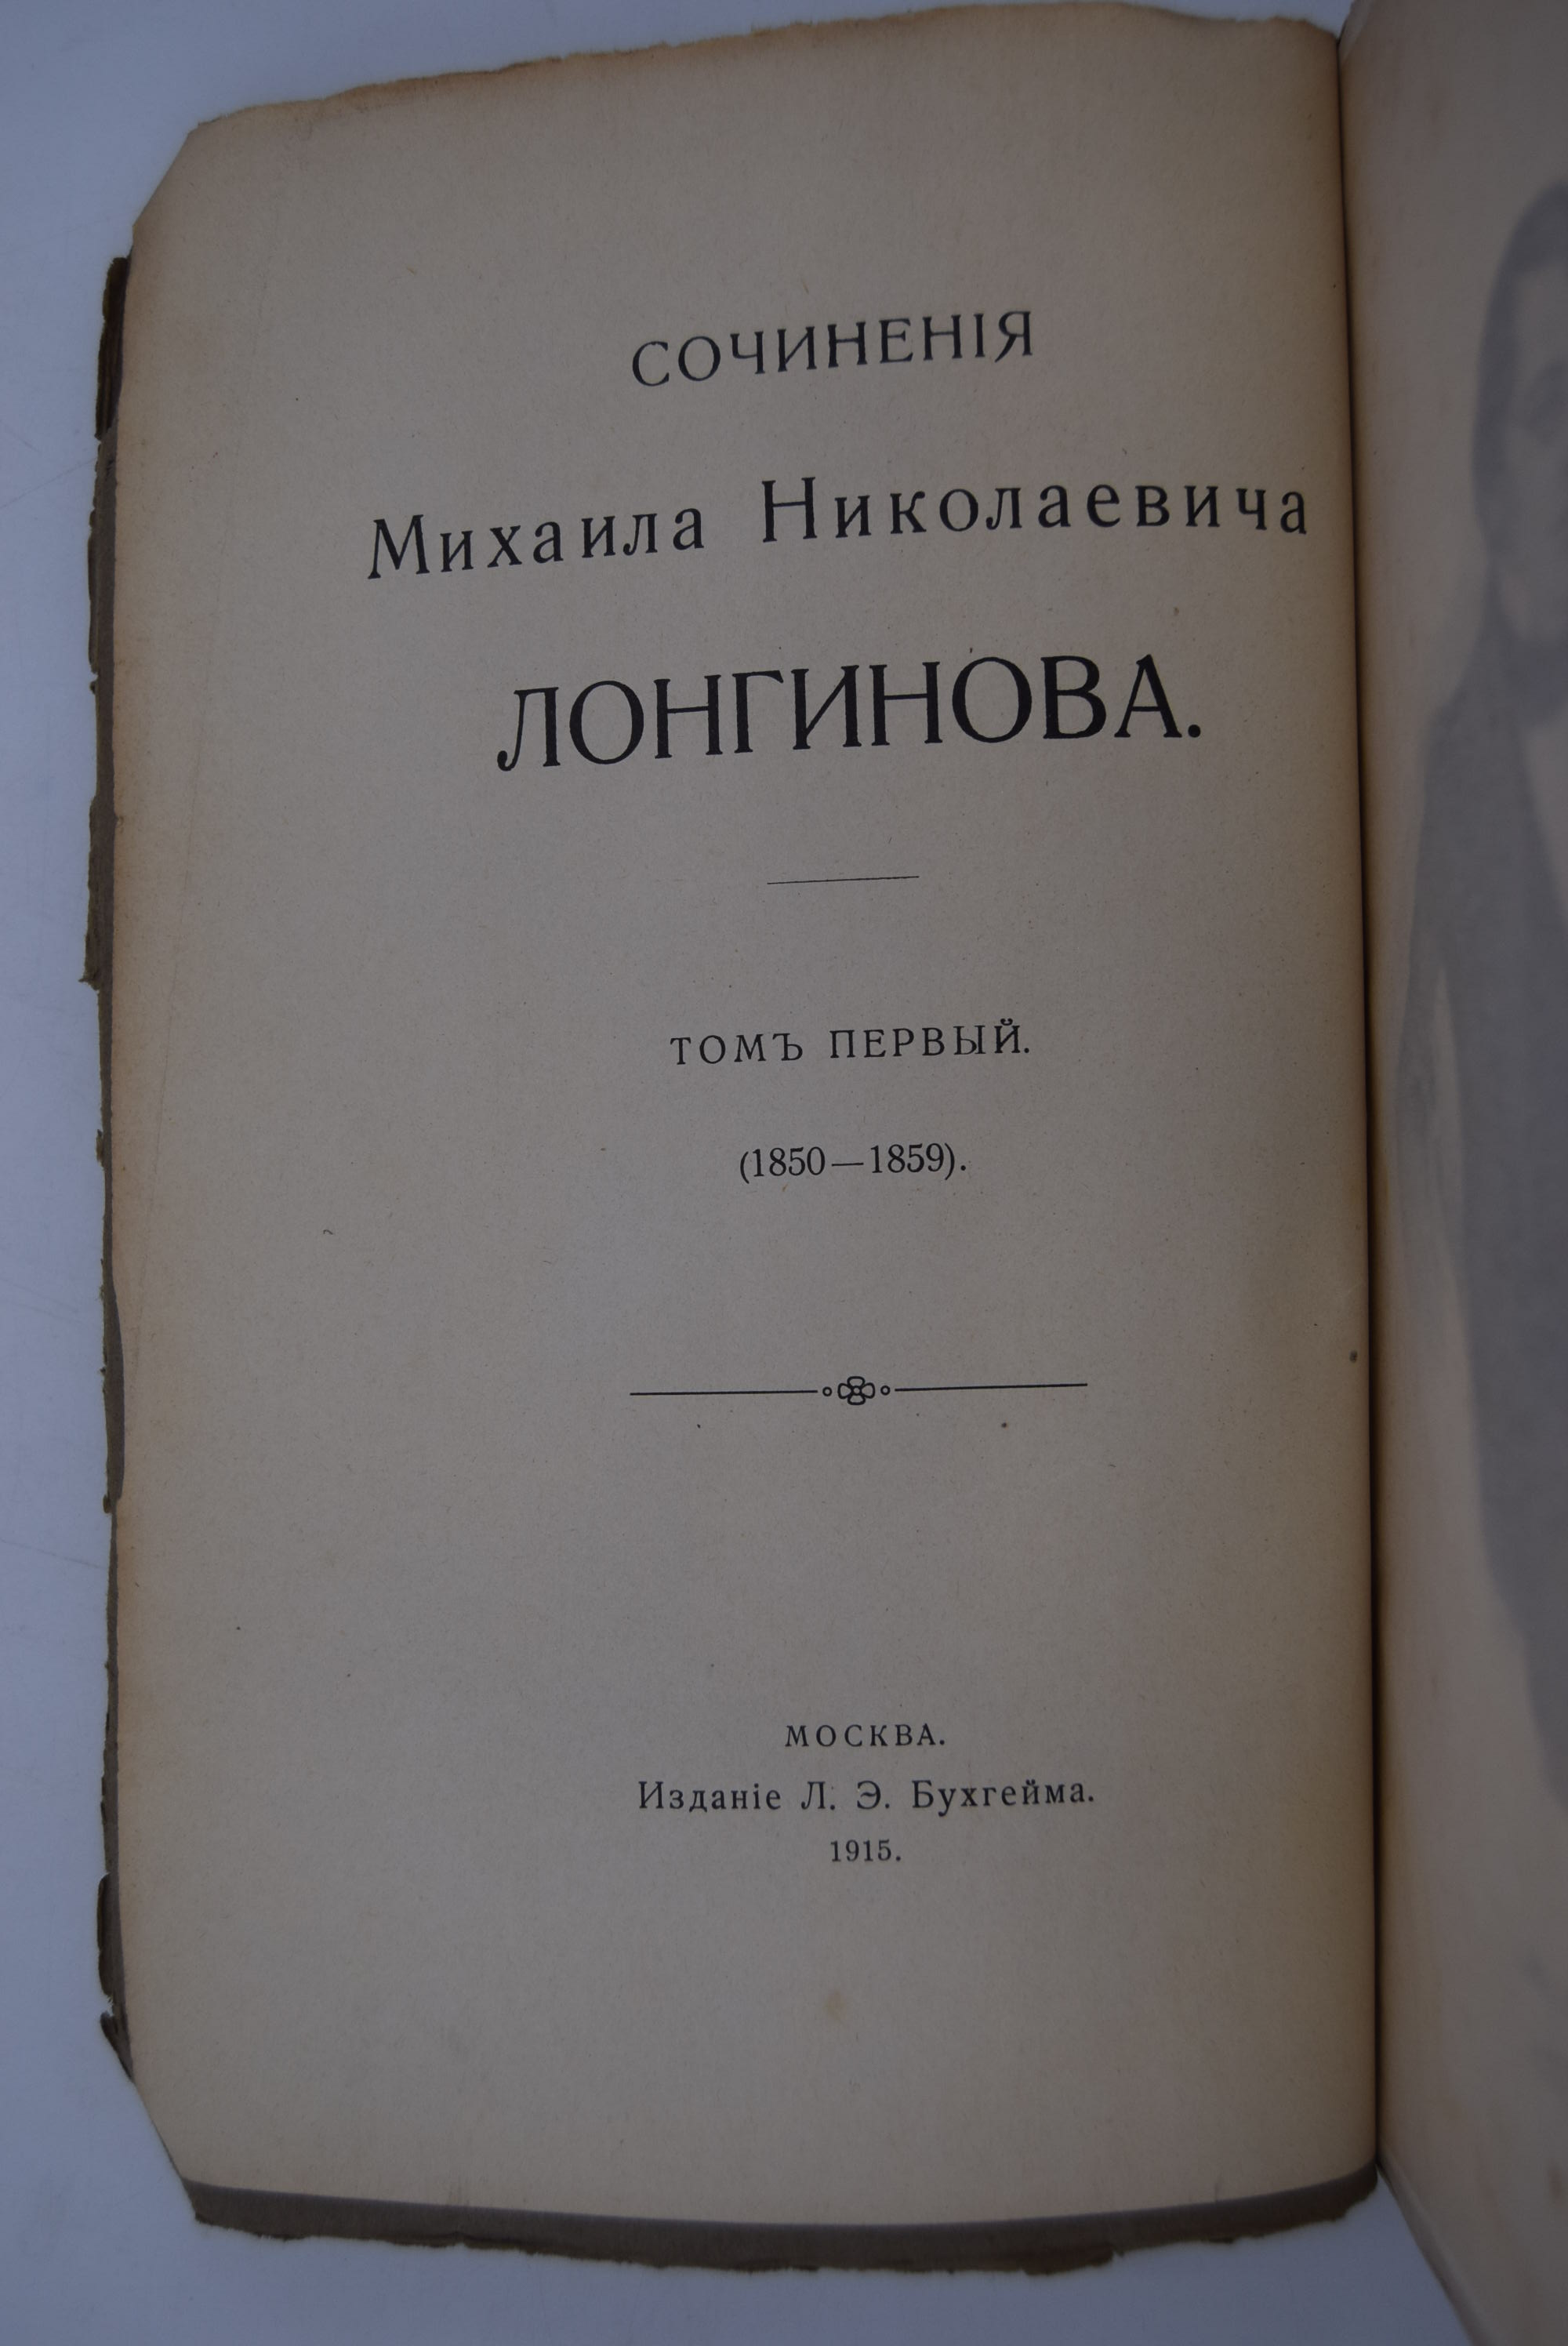 СОЧИНЕНІЯ
Михаила Николаевича
ЛОНГИНОВА.
ТОМЪ ПЕРВЫЙ.
(1850—1859).
МОСКВА.
Изданіе Л. Э. Бухгейма.
1915.